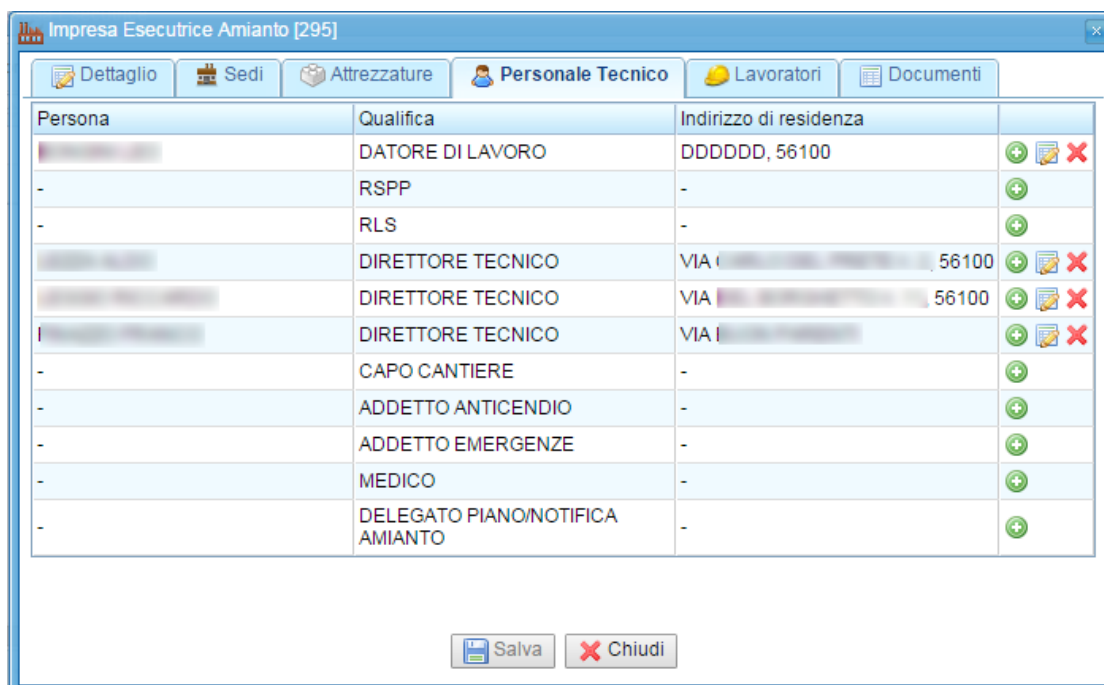 Impresa Esecutrice Amianto [295]
Dettaglio Sedi Attrezzature Personale Tecnico Lavoratori Documenti
Persona Qualifica Indirizzo di residenza
DATORE DI LAVORO DDDDDD, 56100
- RSPP -
- RLS -
DIRETTORE TECNICO VIA , 56100
DIRETTORE TECNICO VIA , 56100
DIRETTORE TECNICO VIA
- CAPO CANTIERE -
- ADDETTO ANTICENDIO -
- ADDETTO EMERGENZE -
- MEDICO -
- DELEGATO PIANO/NOTIFICA -
AMIANTO
Salva Chiudi